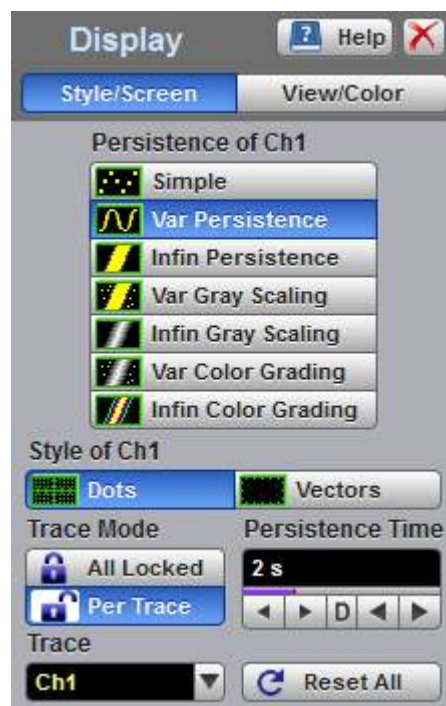 Display ? Help
Style/Screen View/Color
Persistence of Ch1
Simple
Var Persistence
Infin Persistence
Var Gray Scaling
Infin Gray Scaling
Var Color Grading
Infin Color Grading
Style of Ch1
Dots Vectors
Trace Mode Persistence Time
All Locked 2 s
Per Trace D
Trace
Ch1 Reset All